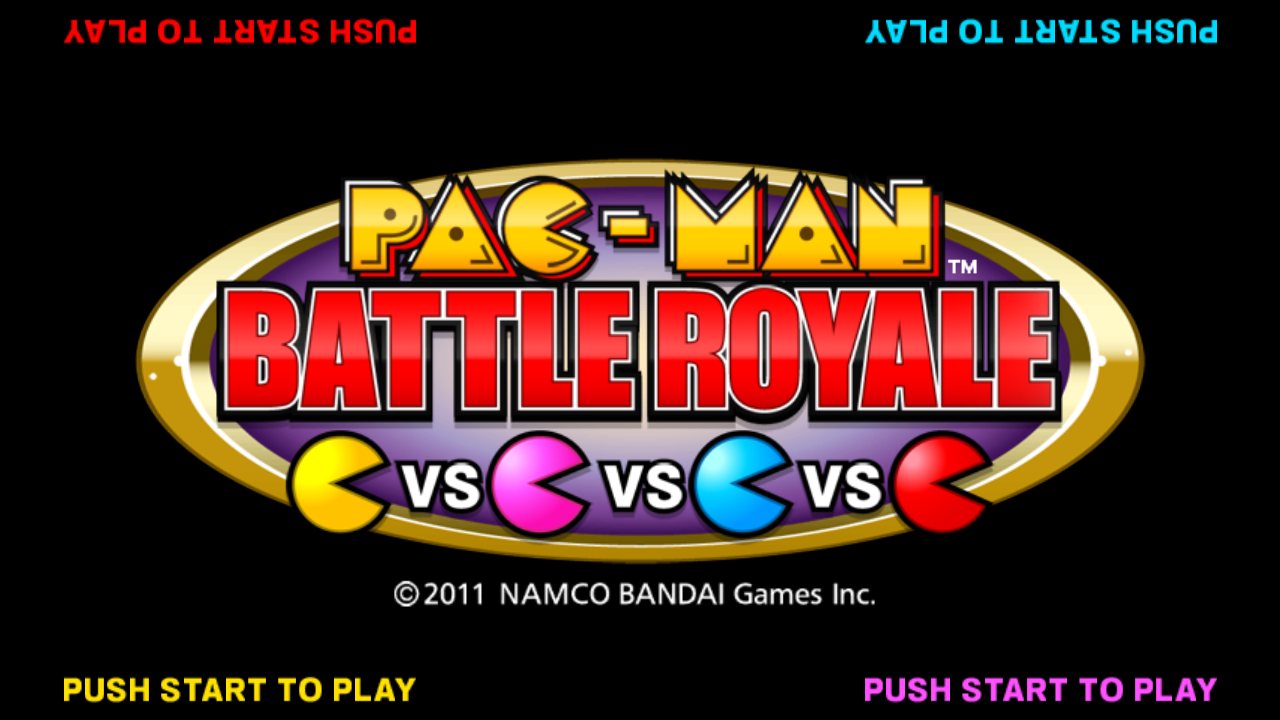 PUSH START TO PLAY
PUSH START TO PLAY
PAC-MAN™
BATTLE ROYALE
VS VS VS
©2011 NAMCO BANDAI Games Inc.
PUSH START TO PLAY
PUSH START TO PLAY